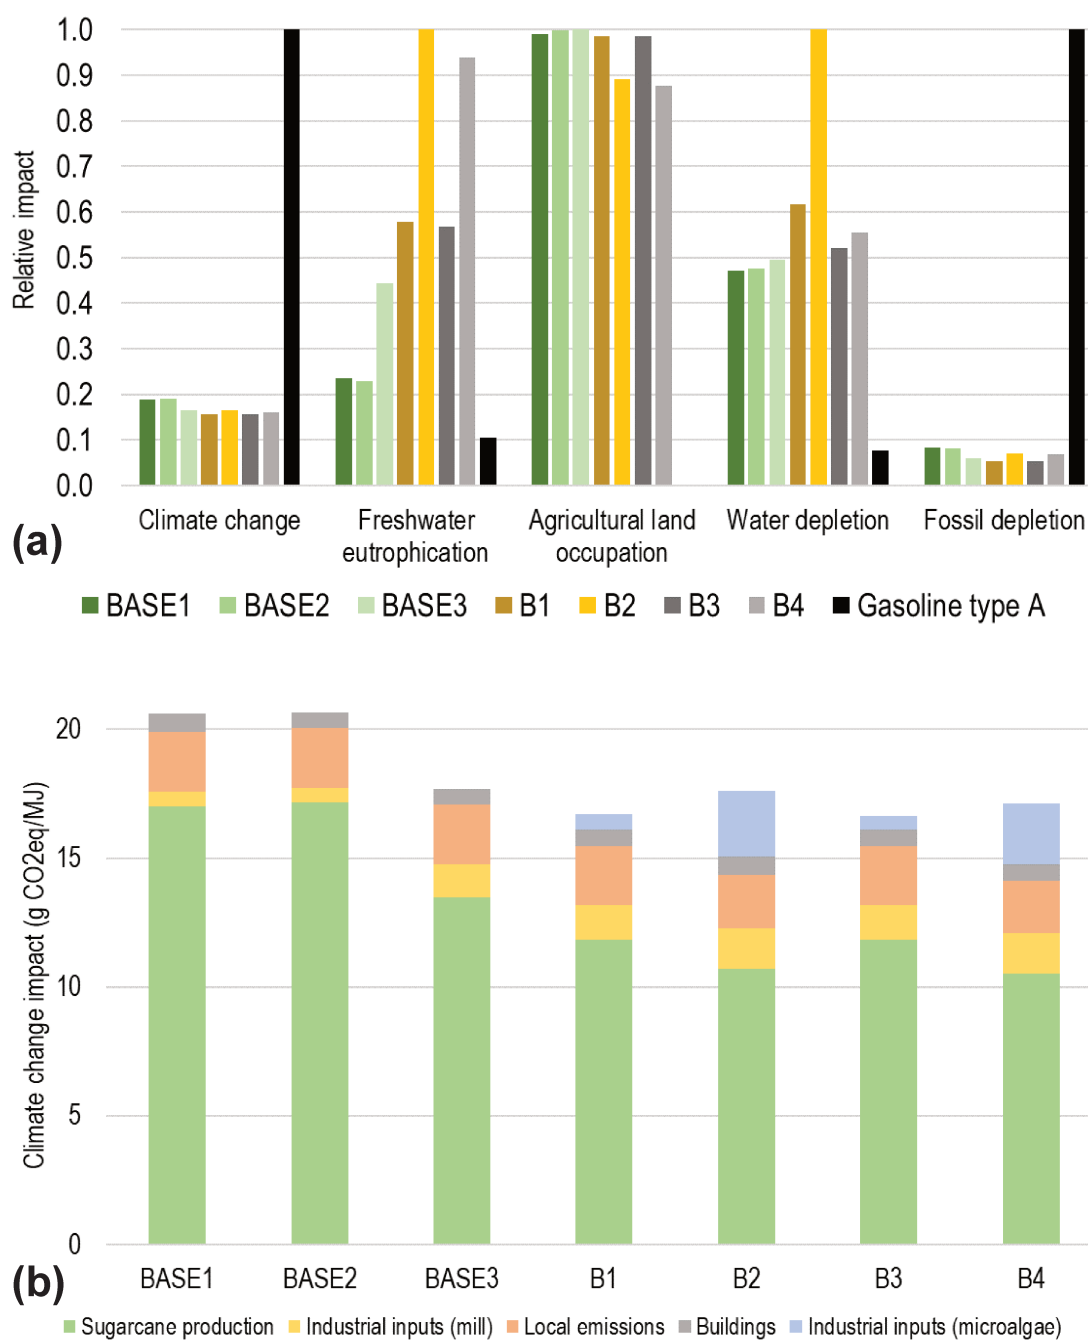 1.0
0.9
0.8
0.7
0.6
0.5
0.4
0.3
0.2
0.1
0.0
Relative impact
Climate change
Freshwater
eutrophication
Agricultural land
occupation
Water depletion
Fossil depletion
(a)
BASE1 BASE2 BASE3 B1 B2 B3 B4 Gasoline type A
20
15
10
5
0
Climate change impact (g CO2eq/MJ)
BASE1 BASE2 BASE3 B1 B2 B3 B4
(b)
Sugarcane production Industrial inputs (mill) Local emissions Buildings Industrial inputs (microalgae)